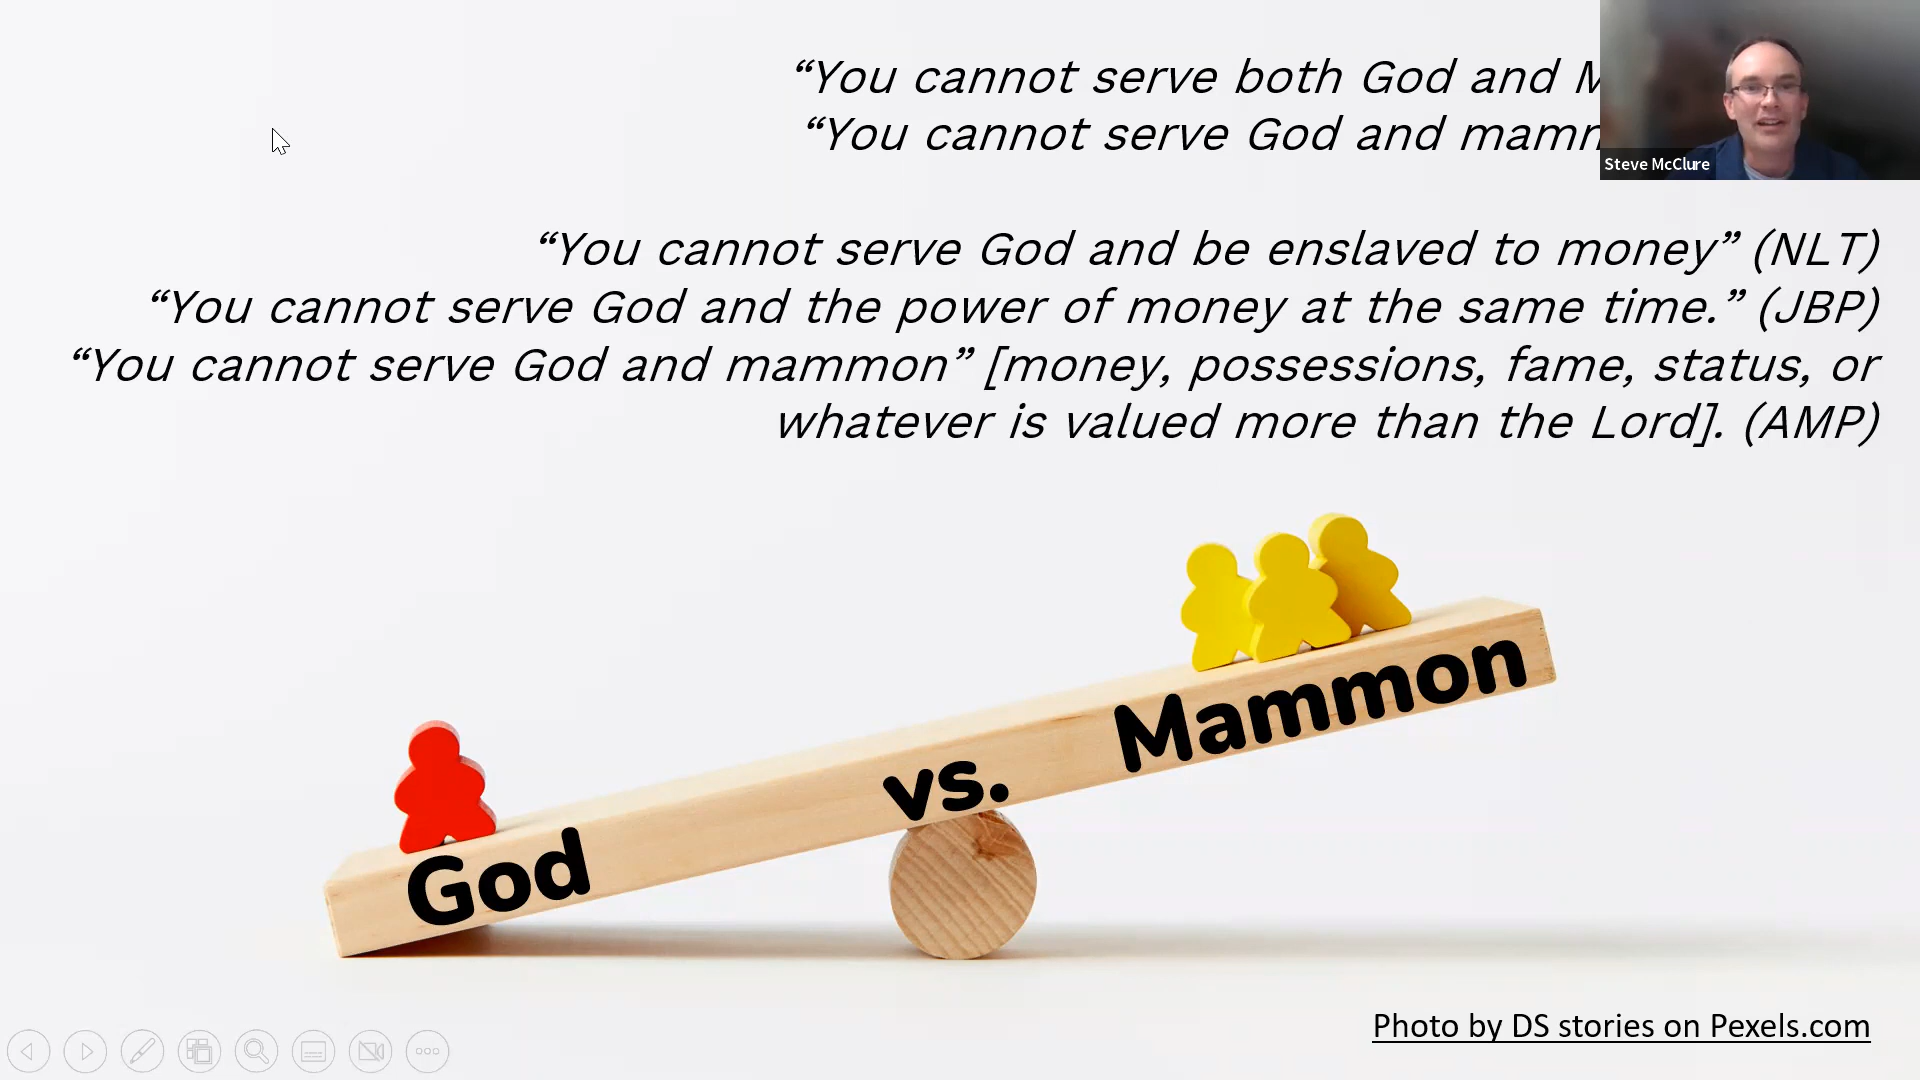 “You cannot serve both God and
“You cannot serve God and
Steve McClure
“You cannot serve God and be enslaved to money” (NLT)
“You cannot serve God and the power of money at the same time.” (JBP)
“You cannot serve God and mammon” [money, possessions, fame, status, or
whatever is valued more than the Lord]. (AMP)
God vs. Mammon
Photo by DS stories on Pexels.com